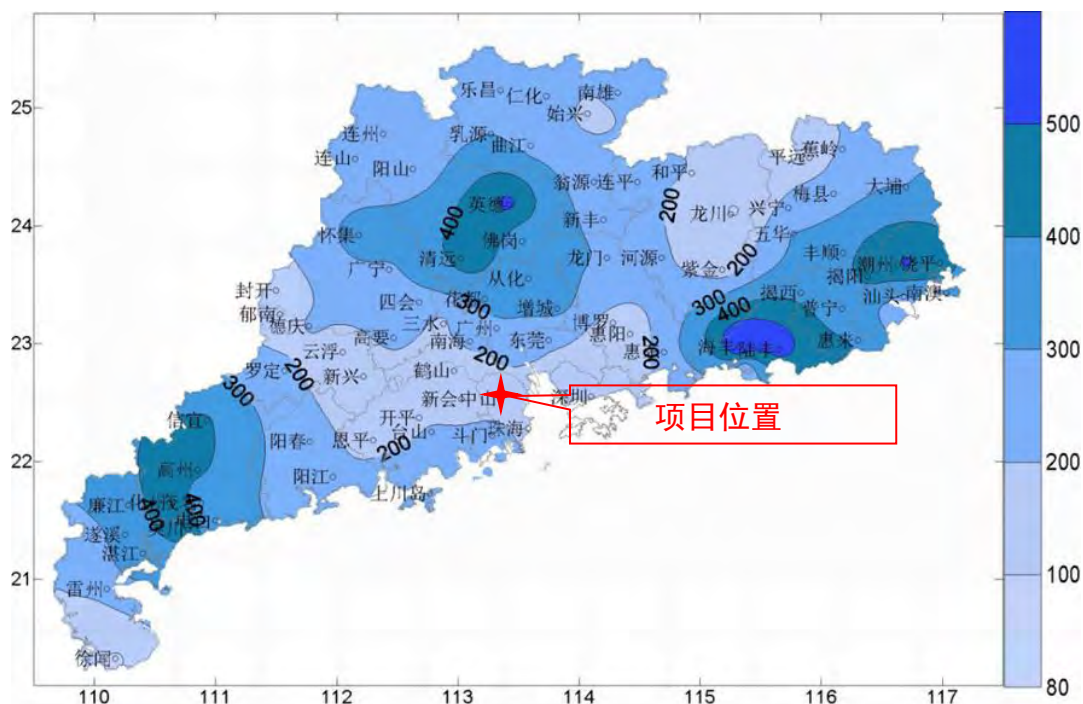 乐昌
仁化
南雄
始兴
25
连州
乳源
曲江
500
连山
阳山
蕉岭
平远
和平
翁源
连平
梅县
大埔
24
英德
400
200
龙川
兴宁
新丰
五华
400
怀集
佛岗
清远
龙门
河源
200
丰顺
潮州
饶平
广宁
紫金
揭阳
从化
封开
四会
花都
300
增城
300
400
揭西
普宁
汕头
南澳
郁南
德庆
三水
广州
博罗
23
高要
南海
东莞
惠阳
惠东
200
海丰
陆丰
惠来
300
云浮
200
罗定
200
新兴
鹤山
300
新会
中山
深圳
项目位置
信宜
开平
台山
斗门
珠海
阳春
恩平
200
22
高州
阳江
上川岛
200
廉江
400
400
遂溪
湛江
21
雷州
100
徐闻
80
110
111
112
113
114
115
116
117